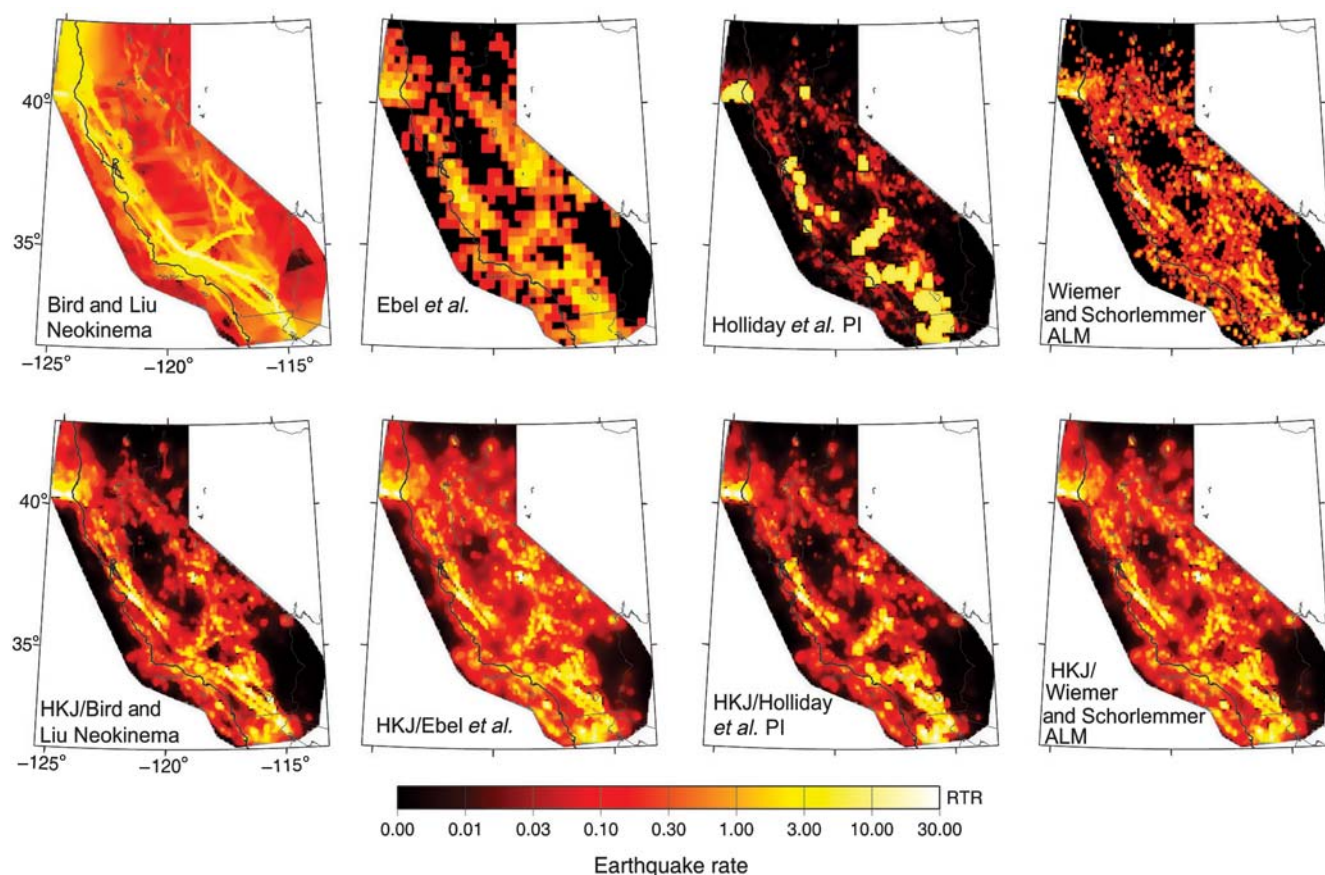 40°
35°
Bird and Liu
Neokinema
Ebel et al.
Holliday et al. PI
Wiemer
and Schorlemmer
ALM
−125° −120° −115°
40°
35°
HKJ/Bird and
Liu Neokinema
HKJ/Ebel et al.
HKJ/Holliday
et al. PI
HKJ/
Wiemer
and Schorlemmer
ALM
−125° −120° −115°
RTR
0.00 0.01 0.03 0.10 0.30 1.00 3.00 10.00 30.00
Earthquake rate